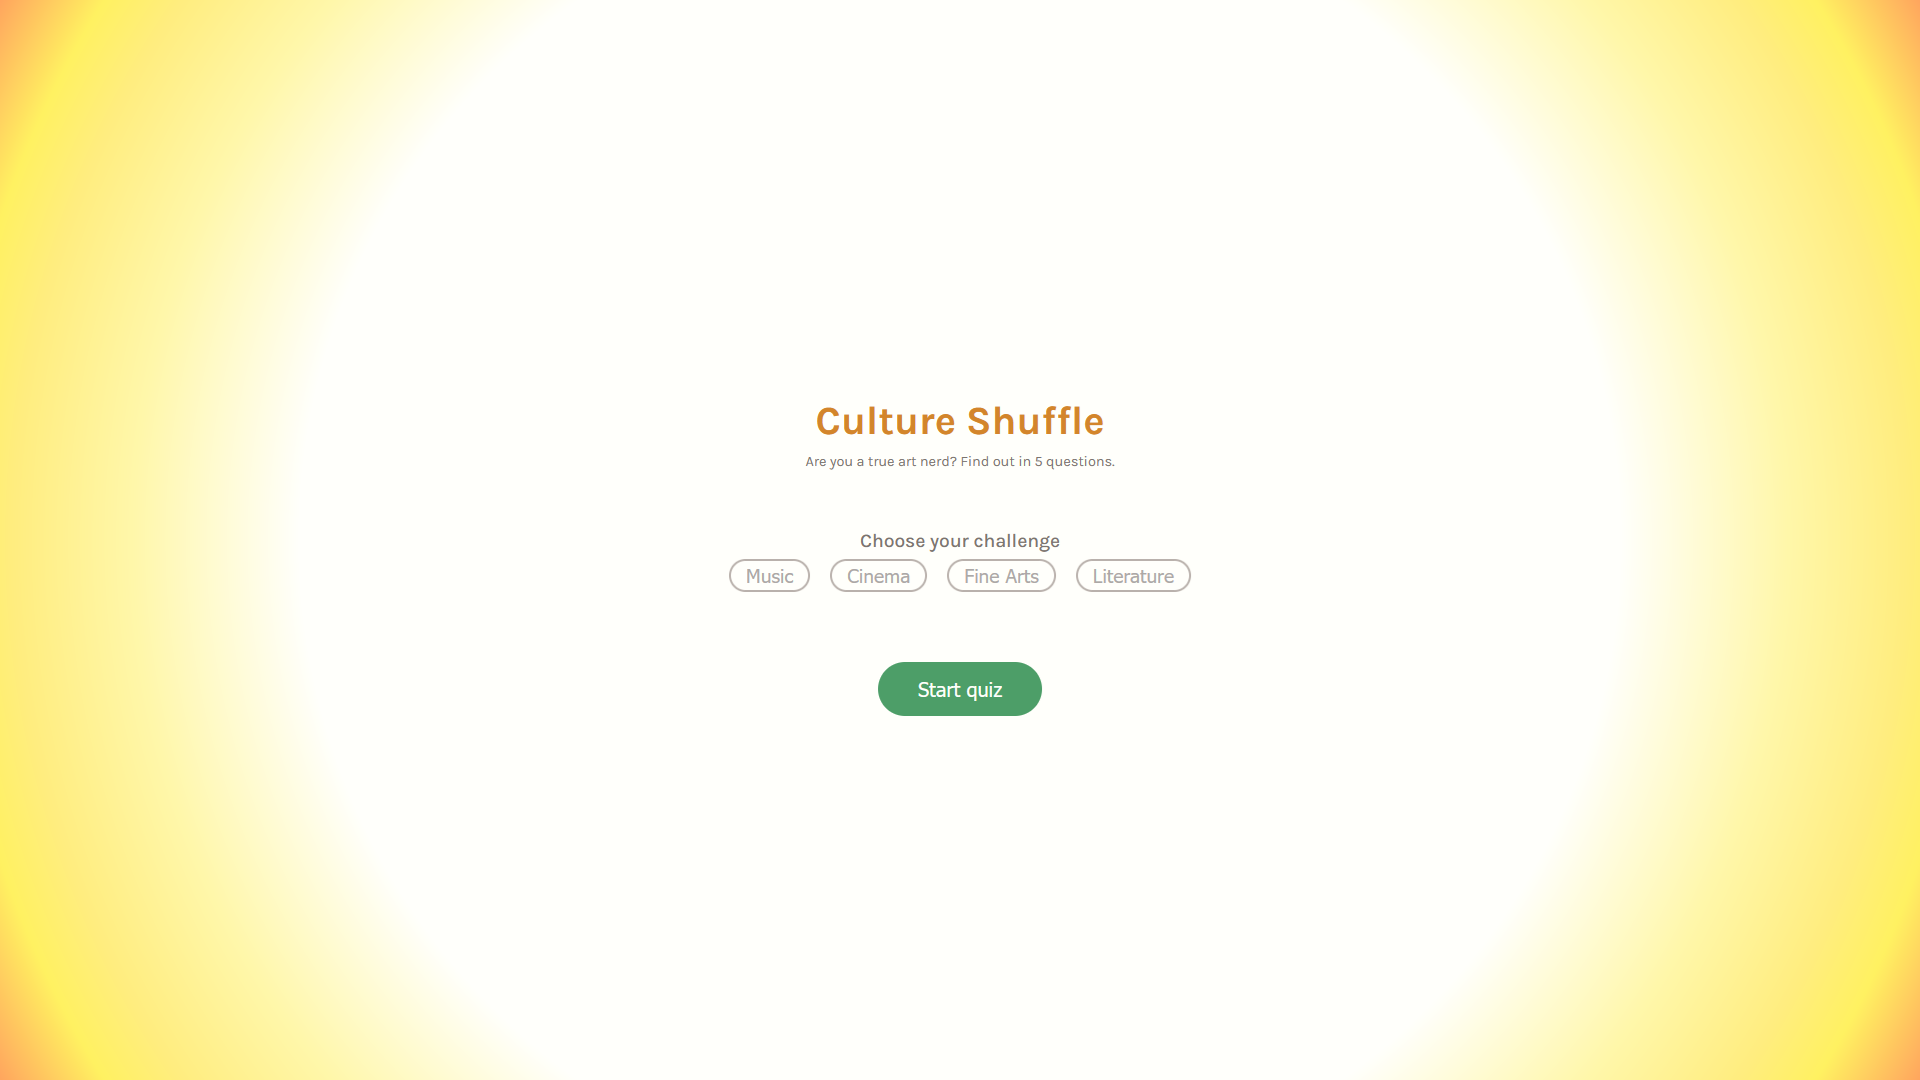 Culture Shuffle
Are you a true art nerd? Find out in 5 questions.
Choose your challenge
Music Cinema Fine Arts Literature
Start quiz